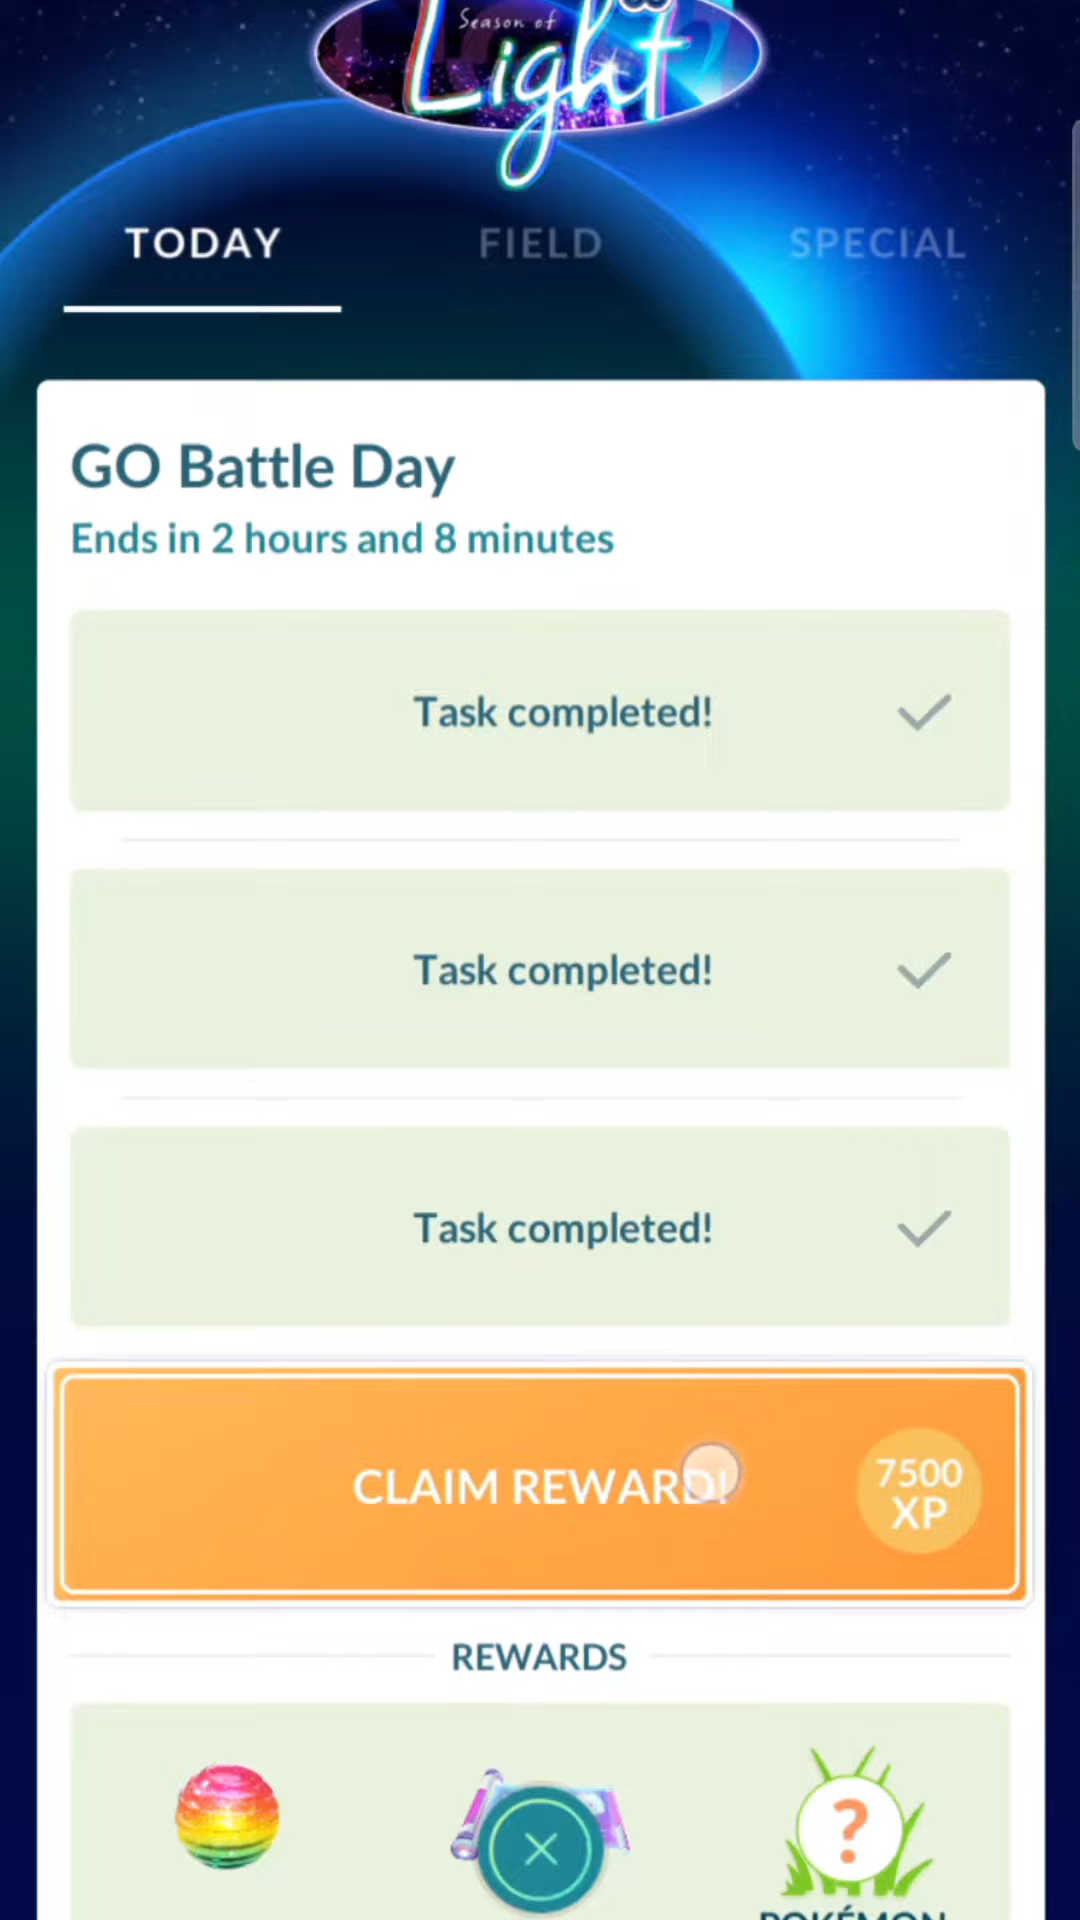 Season of
Light
TODAY
FIELD
SPECIAL
GO Battle Day
Ends in 2 hours and 8 minutes
Task completed!
Task completed!
Task completed!
CLAIM REWARD!
7500
XP
REWARDS
?
POKÉMON